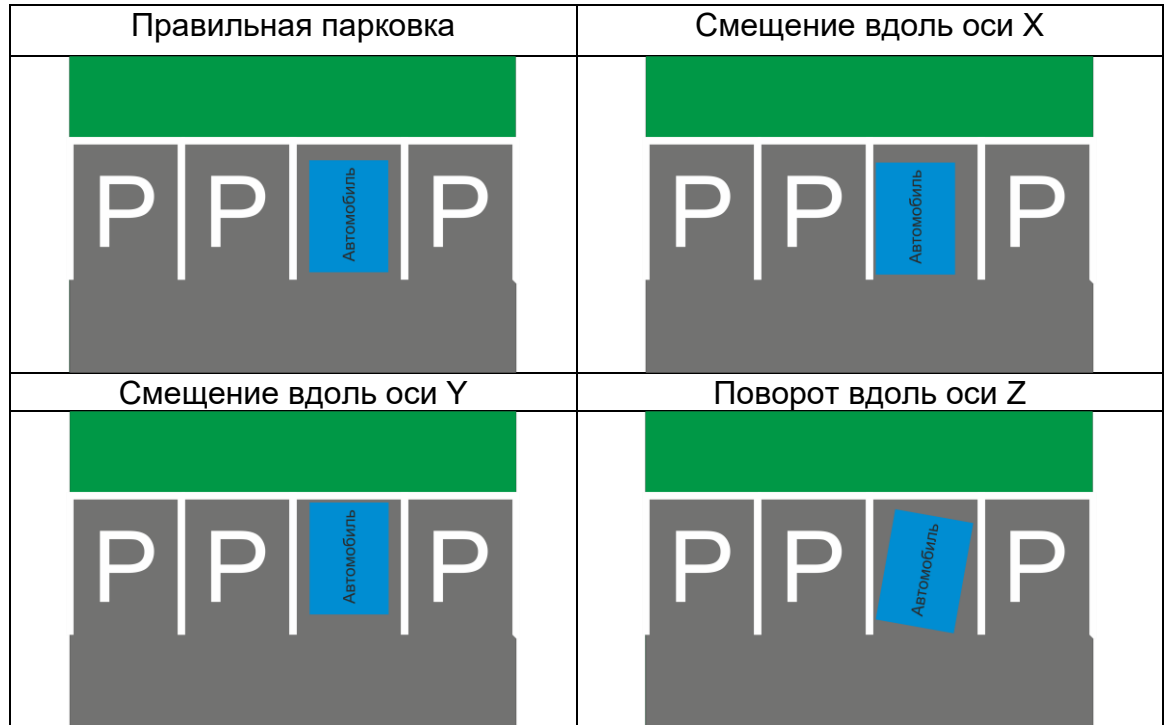 Правильная парковка
Смещение вдоль оси X
P P Автомобиль P
P P Автомобиль P
Смещение вдоль оси Y
Поворот вдоль оси Z
P P Автомобиль P
P P Автомобиль P